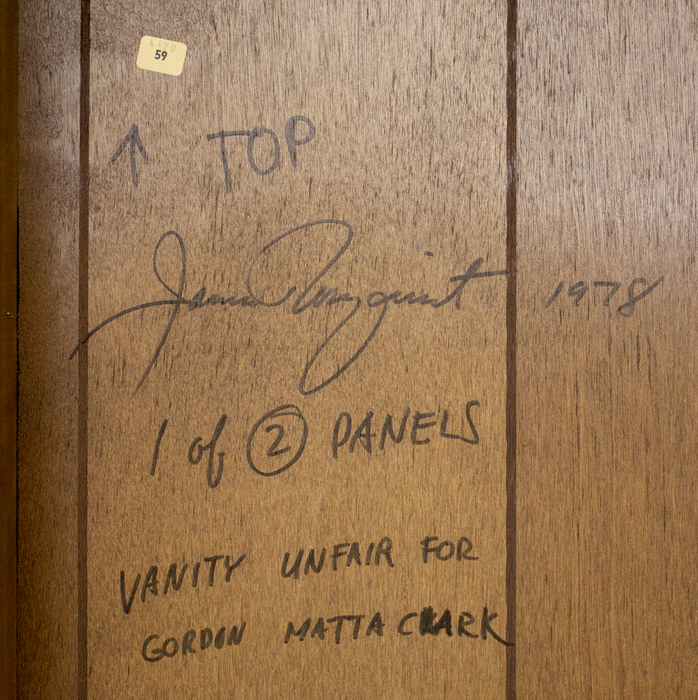 59
↑ TOP
James Rosenquist 1978
1 of 2 PANELS
VANITY UNFAIR FOR
GORDON MATTA CLARK